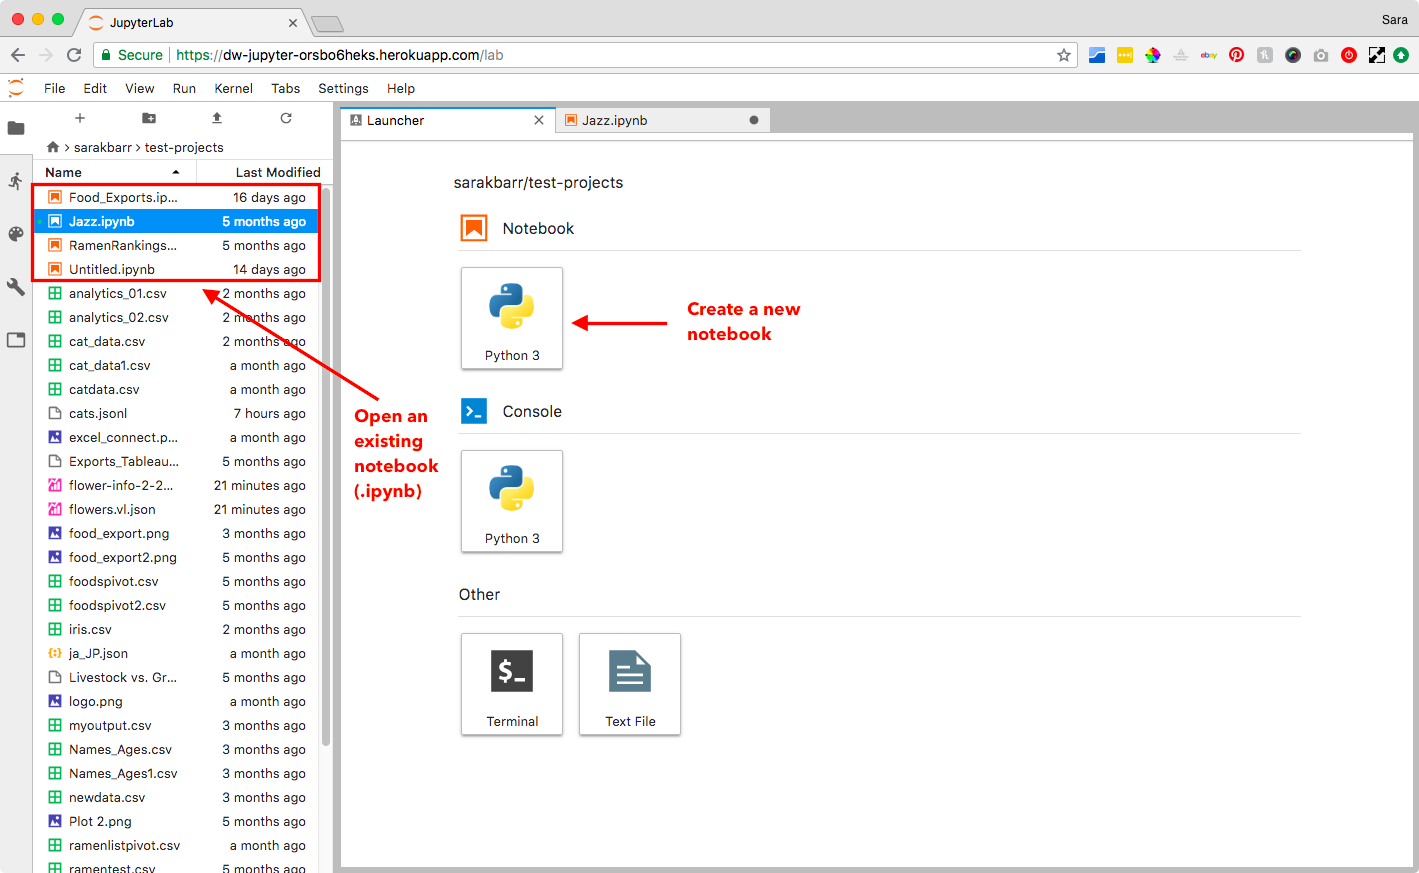 JupyterLab
Sara
Secure
https://dw-jupyter-orsbo6heks.herokuapp.com/lab
ebay
File Edit View Run Kernel Tabs Settings Help
sarakbarr > test-projects
Name Last Modified
Food_Exports.ip... 16 days ago
Jazz.ipynb 5 months ago
RamenRankings... 5 months ago
Untitled.ipynb 14 days ago
analytics_01.csv 2 months ago
analytics_02.csv 2 months ago
cat_data.csv 2 months ago
cat_data1.csv a month ago
catdata.csv a month ago
cats.jsonl 7 hours ago
excel_connect.p... a month ago
Exports_Tableau... 5 months ago
flower-info-2-2... 21 minutes ago
flowers.vl.json 21 minutes ago
food_export.png 3 months ago
food_export2.png 5 months ago
foodspivot.csv 5 months ago
foodspivot2.csv 5 months ago
iris.csv 2 months ago
ja_JP.json a month ago
Livestock vs. Gr... 5 months ago
logo.png a month ago
myoutput.csv 3 months ago
Names_Ages.csv 3 months ago
Names_Ages1.csv 3 months ago
newdata.csv 3 months ago
Plot 2.png 5 months ago
ramenlistpivot.csv a month ago
ramentest.csv 5 months ago
Launcher
Jazz.ipynb
sarakbarr/test-projects
Notebook
Python 3
Create a new
notebook
Console
Python 3
Open an
existing
notebook
(.ipynb)
Other
$_
Terminal
Text File